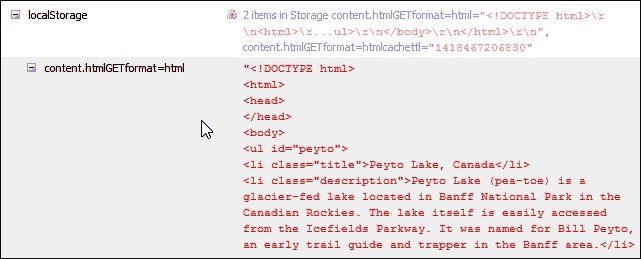 localStorage 2 items in Storage content.htmlGETformat=html="<!DOCTYPE html>\r
\n<html>\r...ul>\r\n</body>\r\n</html>\r\n",
content.htmlGETformat=htmlcachettl="1418467206830"
content.htmlGETformat=html "<!DOCTYPE html>
<html>
<head>
</head>
<body>
<ul id="peyto">
<li class="title">Peyto Lake, Canada</li>
<li class="description">Peyto Lake (pea-toe) is a
glacier-fed lake located in Banff National Park in the
Canadian Rockies. The lake itself is easily accessed
from the Icefields Parkway. It was named for Bill Peyto,
an early trail guide and trapper in the Banff area.</li>